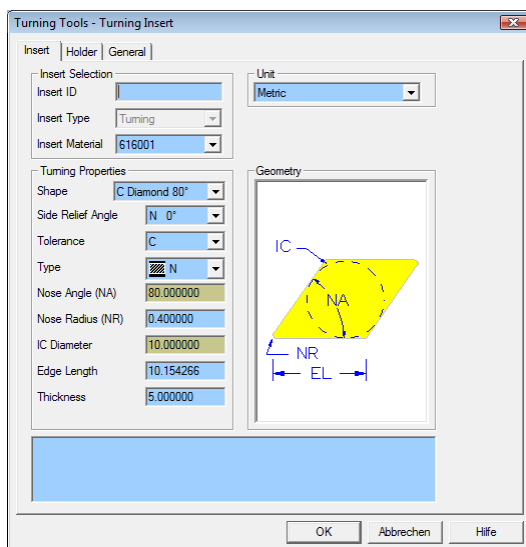 Turning Tools - Turning Insert
Insert Holder General
Insert Selection
Insert ID
Insert Type Turning
Insert Material 616001
Unit
Metric
Turning Properties
Shape C Diamond 80°
Side Relief Angle N 0°
Tolerance C
Type N
Nose Angle (NA) 80.000000
Nose Radius (NR) 0.400000
IC Diameter 10.000000
Edge Length 10.154266
Thickness 5.000000
Geometry
IC
NA
NR
EL
OK Abbrechen Hilfe